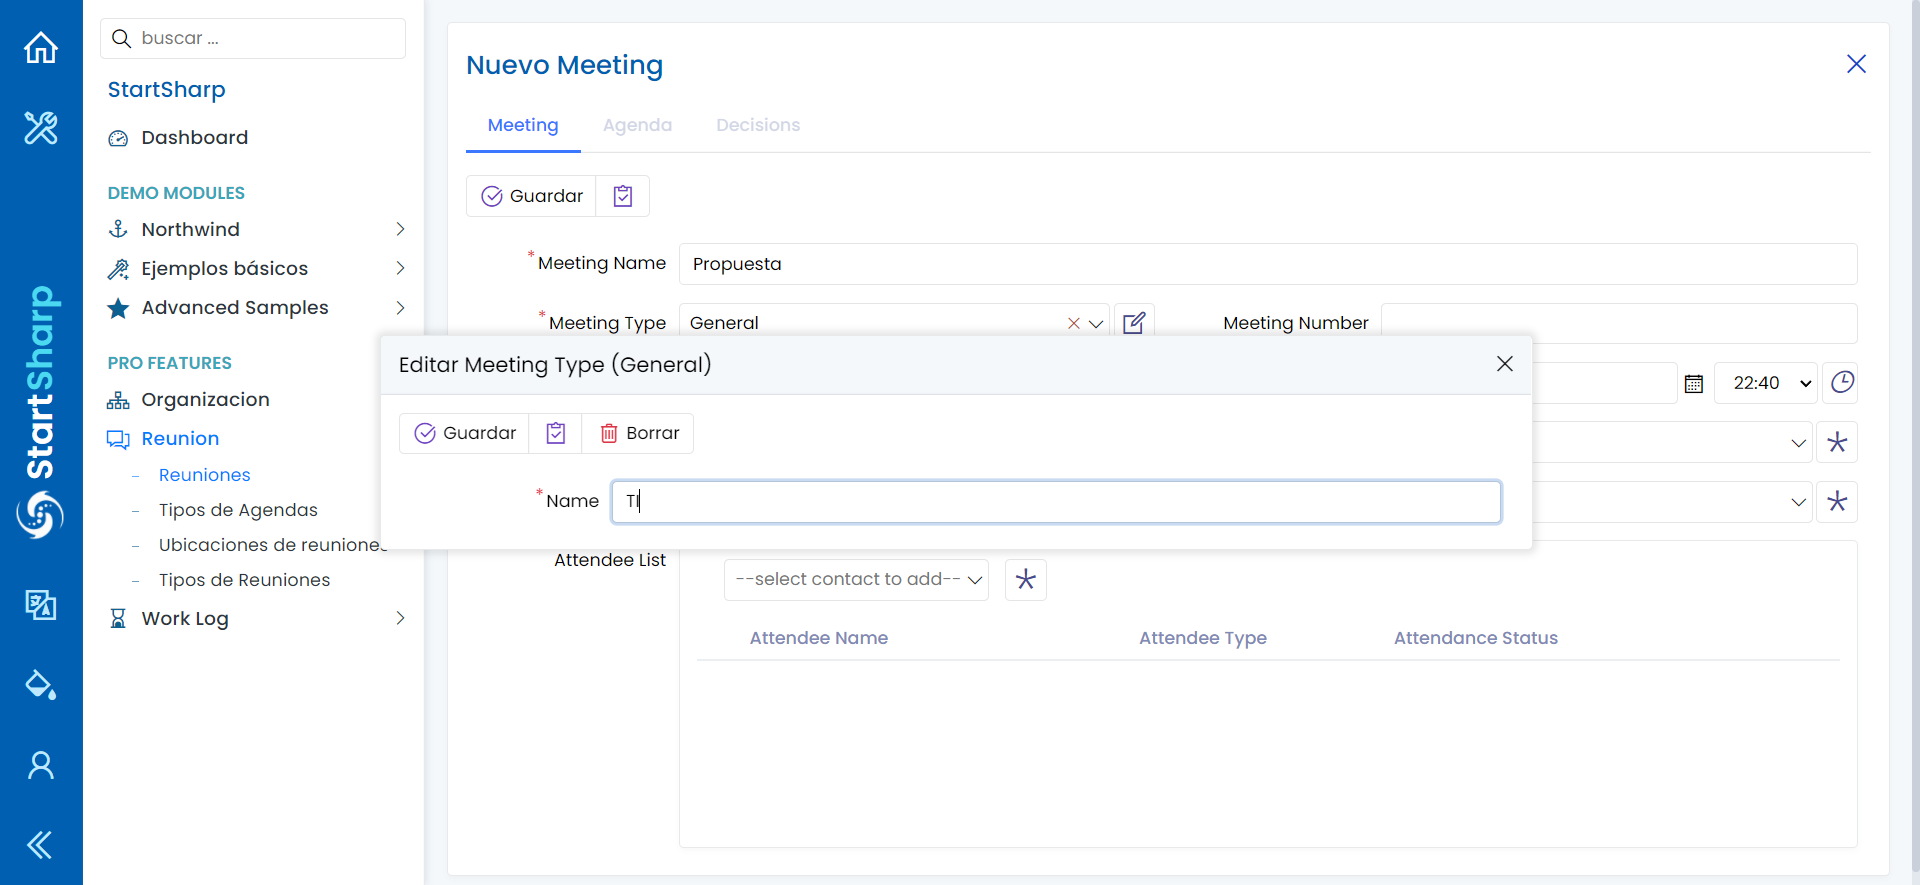 buscar ...
StartSharp
Dashboard
DEMO MODULES
Northwind
Ejemplos básicos
Advanced Samples
PRO FEATURES
Organizacion
Reunion
Reuniones
Tipos de Agendas
Ubicaciones de reuniones
Tipos de Reuniones
Work Log
StartSharp
Nuevo Meeting
Meeting Agenda Decisions
Guardar
* Meeting Name Propuesta
* Meeting Type General Meeting Number
22:40
Editar Meeting Type (General)
Guardar Borrar
* Name TI
Attendee List
--select contact to add--
Attendee Name Attendee Type Attendance Status